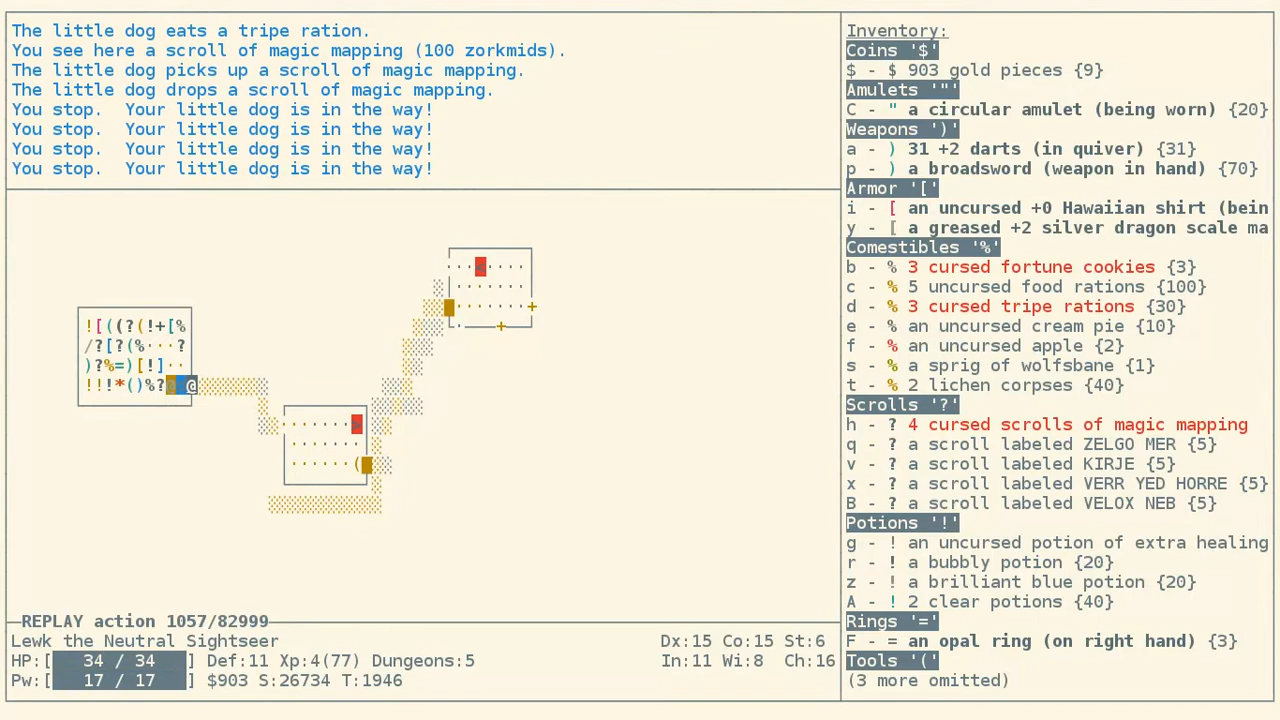 The little dog eats a tripe ration.
You see here a scroll of magic mapping (100 zorkmids).
The little dog picks up a scroll of magic mapping.
The little dog drops a scroll of magic mapping.
You stop.  Your little dog is in the way!
You stop.  Your little dog is in the way!
You stop.  Your little dog is in the way!
You stop.  Your little dog is in the way!
···<····
········
········+
·   +
![((?(!+[%
/?[?(%···?
)?%=)[!]··
!!!*()%?@ @
·······>
·······
······(
REPLAY action 1057/82999
Lewk the Neutral Sightseer
Dx:15 Co:15 St:6
HP:[   34 / 34   ] Def:11 Xp:4(77) Dungeons:5
In:11 Wi:8  Ch:16
Pw:[   17 / 17   ] $903 S:26734 T:1946
Inventory:
Coins '$'
$ - $ 903 gold pieces {9}
Amulets '"'
C - " a circular amulet (being worn) {20}
Weapons ')'
a - ) 31 +2 darts (in quiver) {31}
p - ) a broadsword (weapon in hand) {70}
Armor '['
i - [ an uncursed +0 Hawaiian shirt (bein
y - [ a greased +2 silver dragon scale ma
Comestibles '%'
b - % 3 cursed fortune cookies {3}
c - % 5 uncursed food rations {100}
d - % 3 cursed tripe rations {30}
e - % an uncursed cream pie {10}
f - % an uncursed apple {2}
s - % a sprig of wolfsbane {1}
t - % 2 lichen corpses {40}
Scrolls '?'
h - ? 4 cursed scrolls of magic mapping
q - ? a scroll labeled ZELGO MER {5}
v - ? a scroll labeled KIRJE {5}
x - ? a scroll labeled VERR YED HORRE {5}
B - ? a scroll labeled VELOX NEB {5}
Potions '!'
g - ! an uncursed potion of extra healing
r - ! a bubbly potion {20}
z - ! a brilliant blue potion {20}
A - ! 2 clear potions {40}
Rings '='
F - = an opal ring (on right hand) {3}
Tools '('
(3 more omitted)